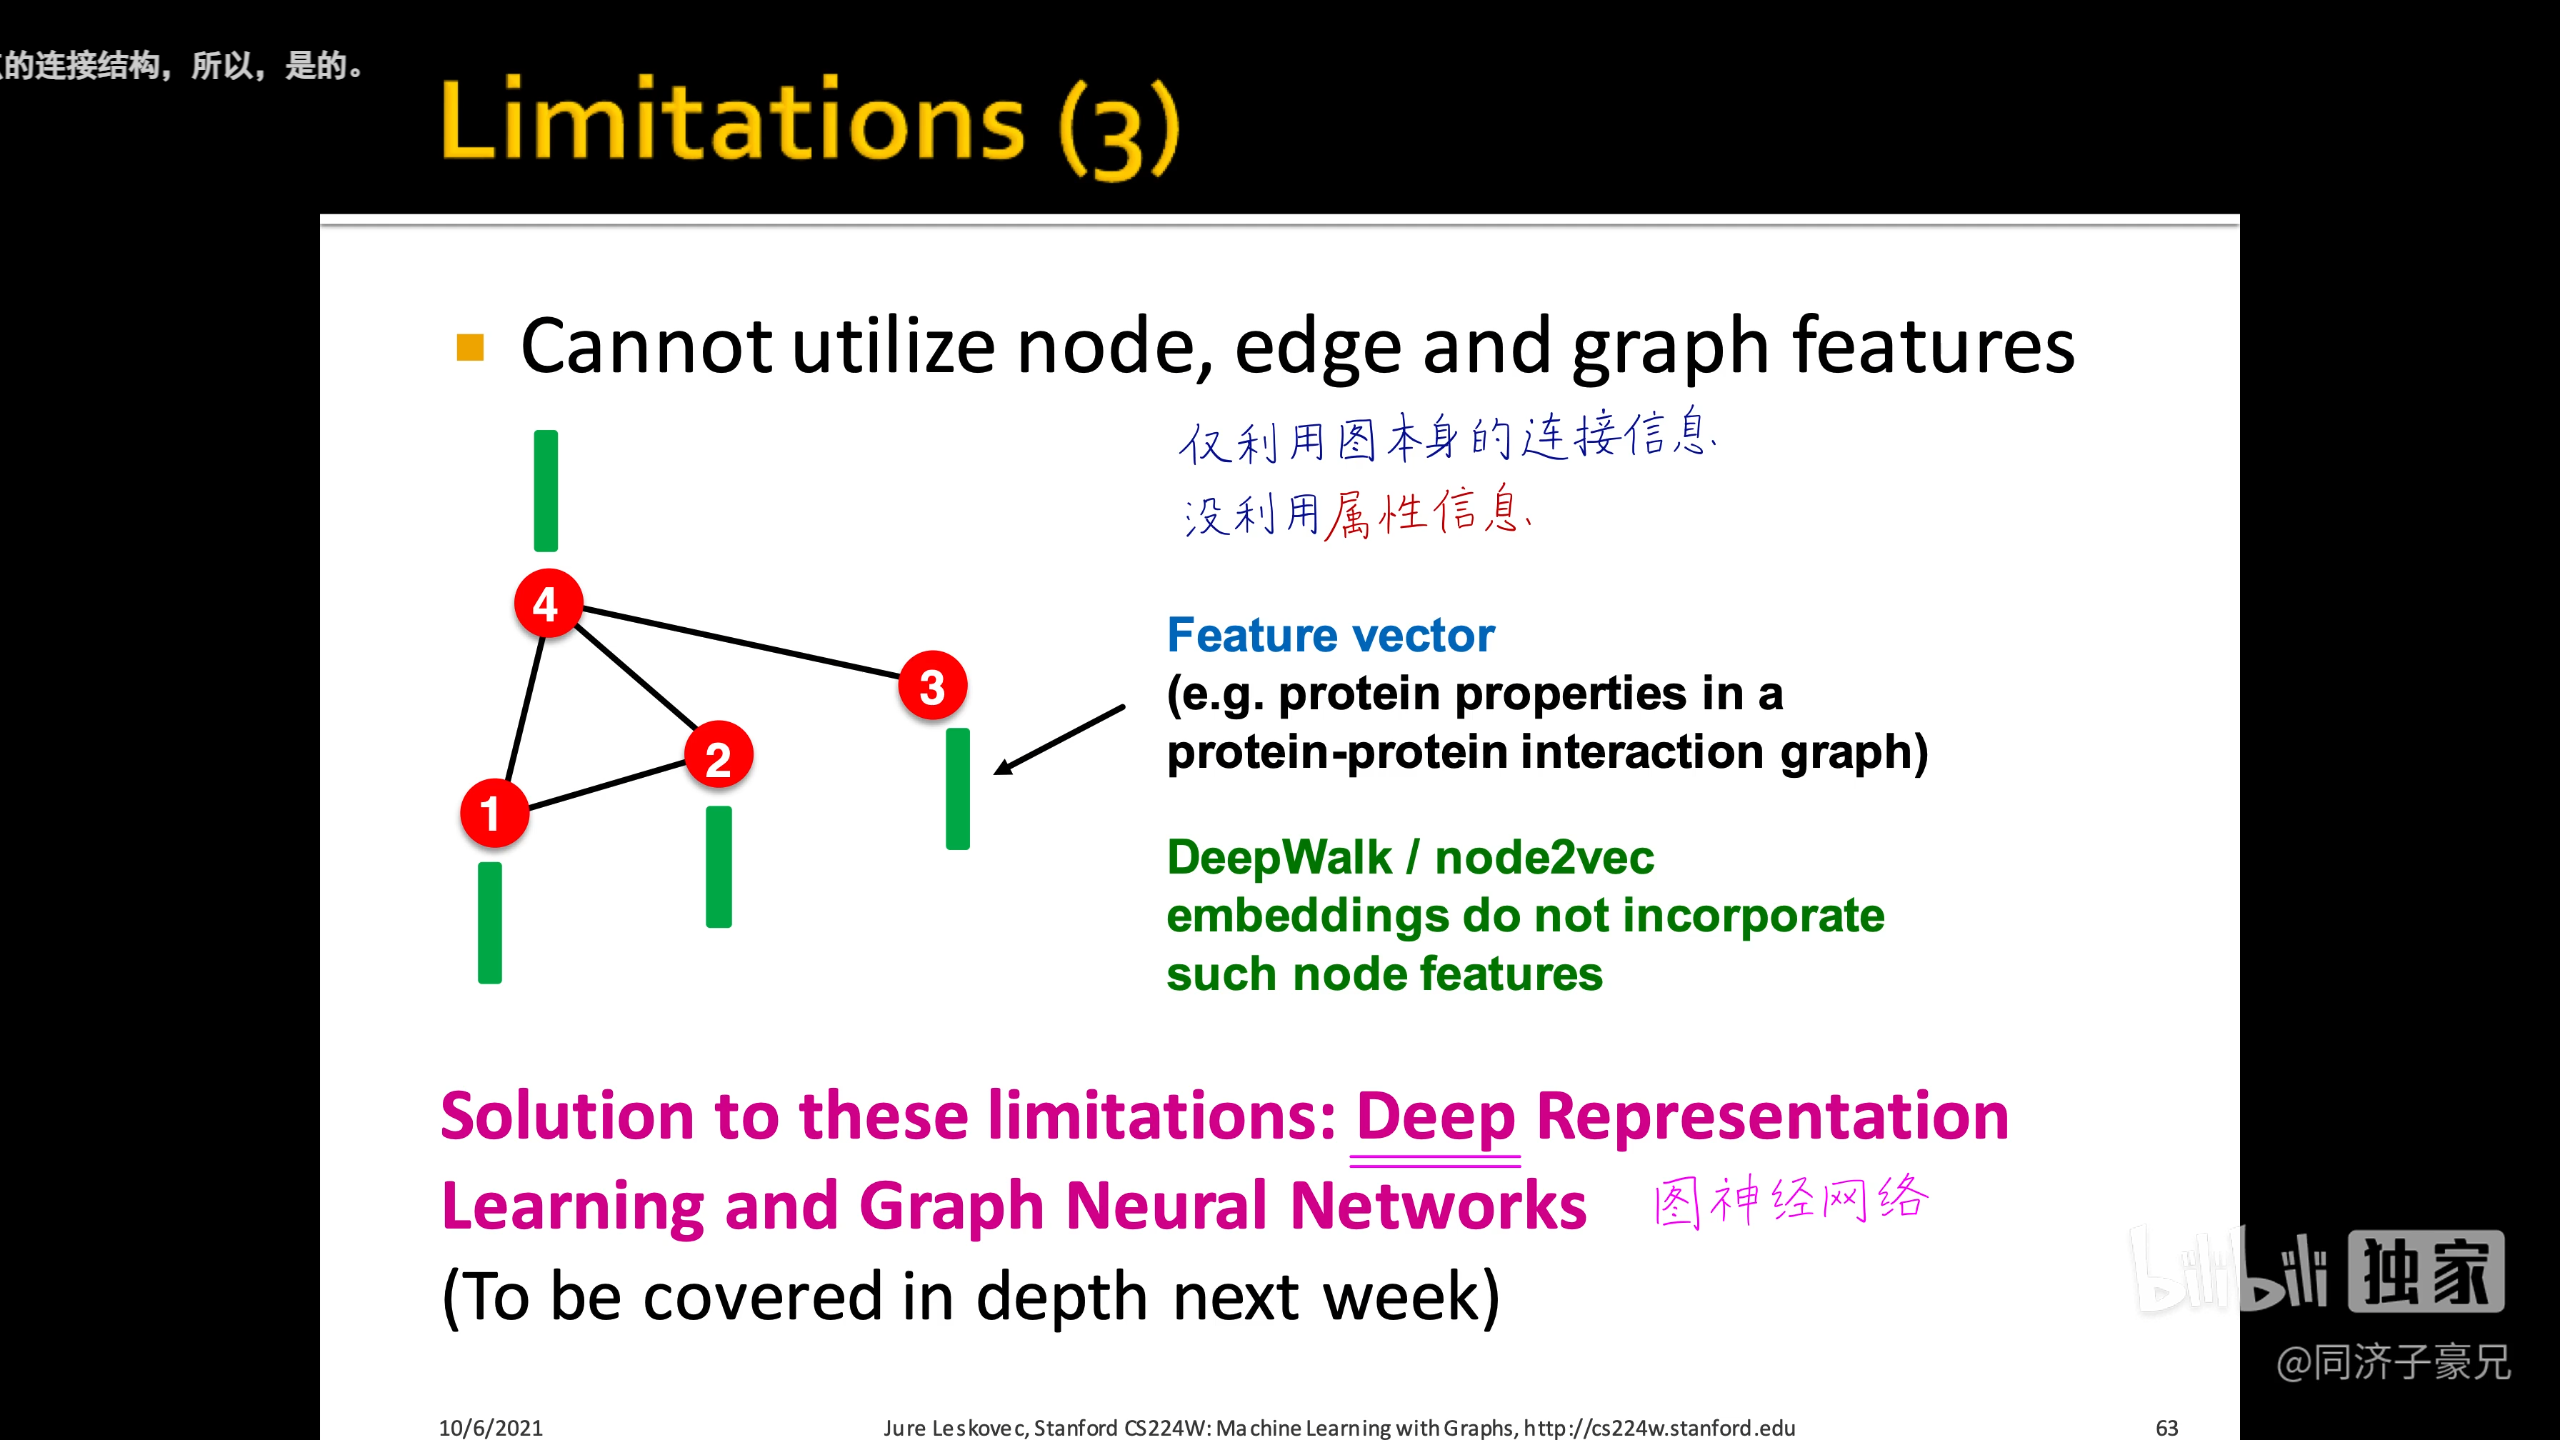 的连接结构，所以，是的。
Limitations (3)
Cannot utilize node, edge and graph features
仅利用图本身的连接信息
没利用属性信息
4
3
2
1
Feature vector
(e.g. protein properties in a
protein-protein interaction graph)
DeepWalk / node2vec
embeddings do not incorporate
such node features
Solution to these limitations: Deep Representation
Learning and Graph Neural Networks
图神经网络
(To be covered in depth next week)
bilibili 独家
@同济子豪兄
10/6/2021
Jure Leskovec, Stanford CS224W: Machine Learning with Graphs, http://cs224w.stanford.edu
63